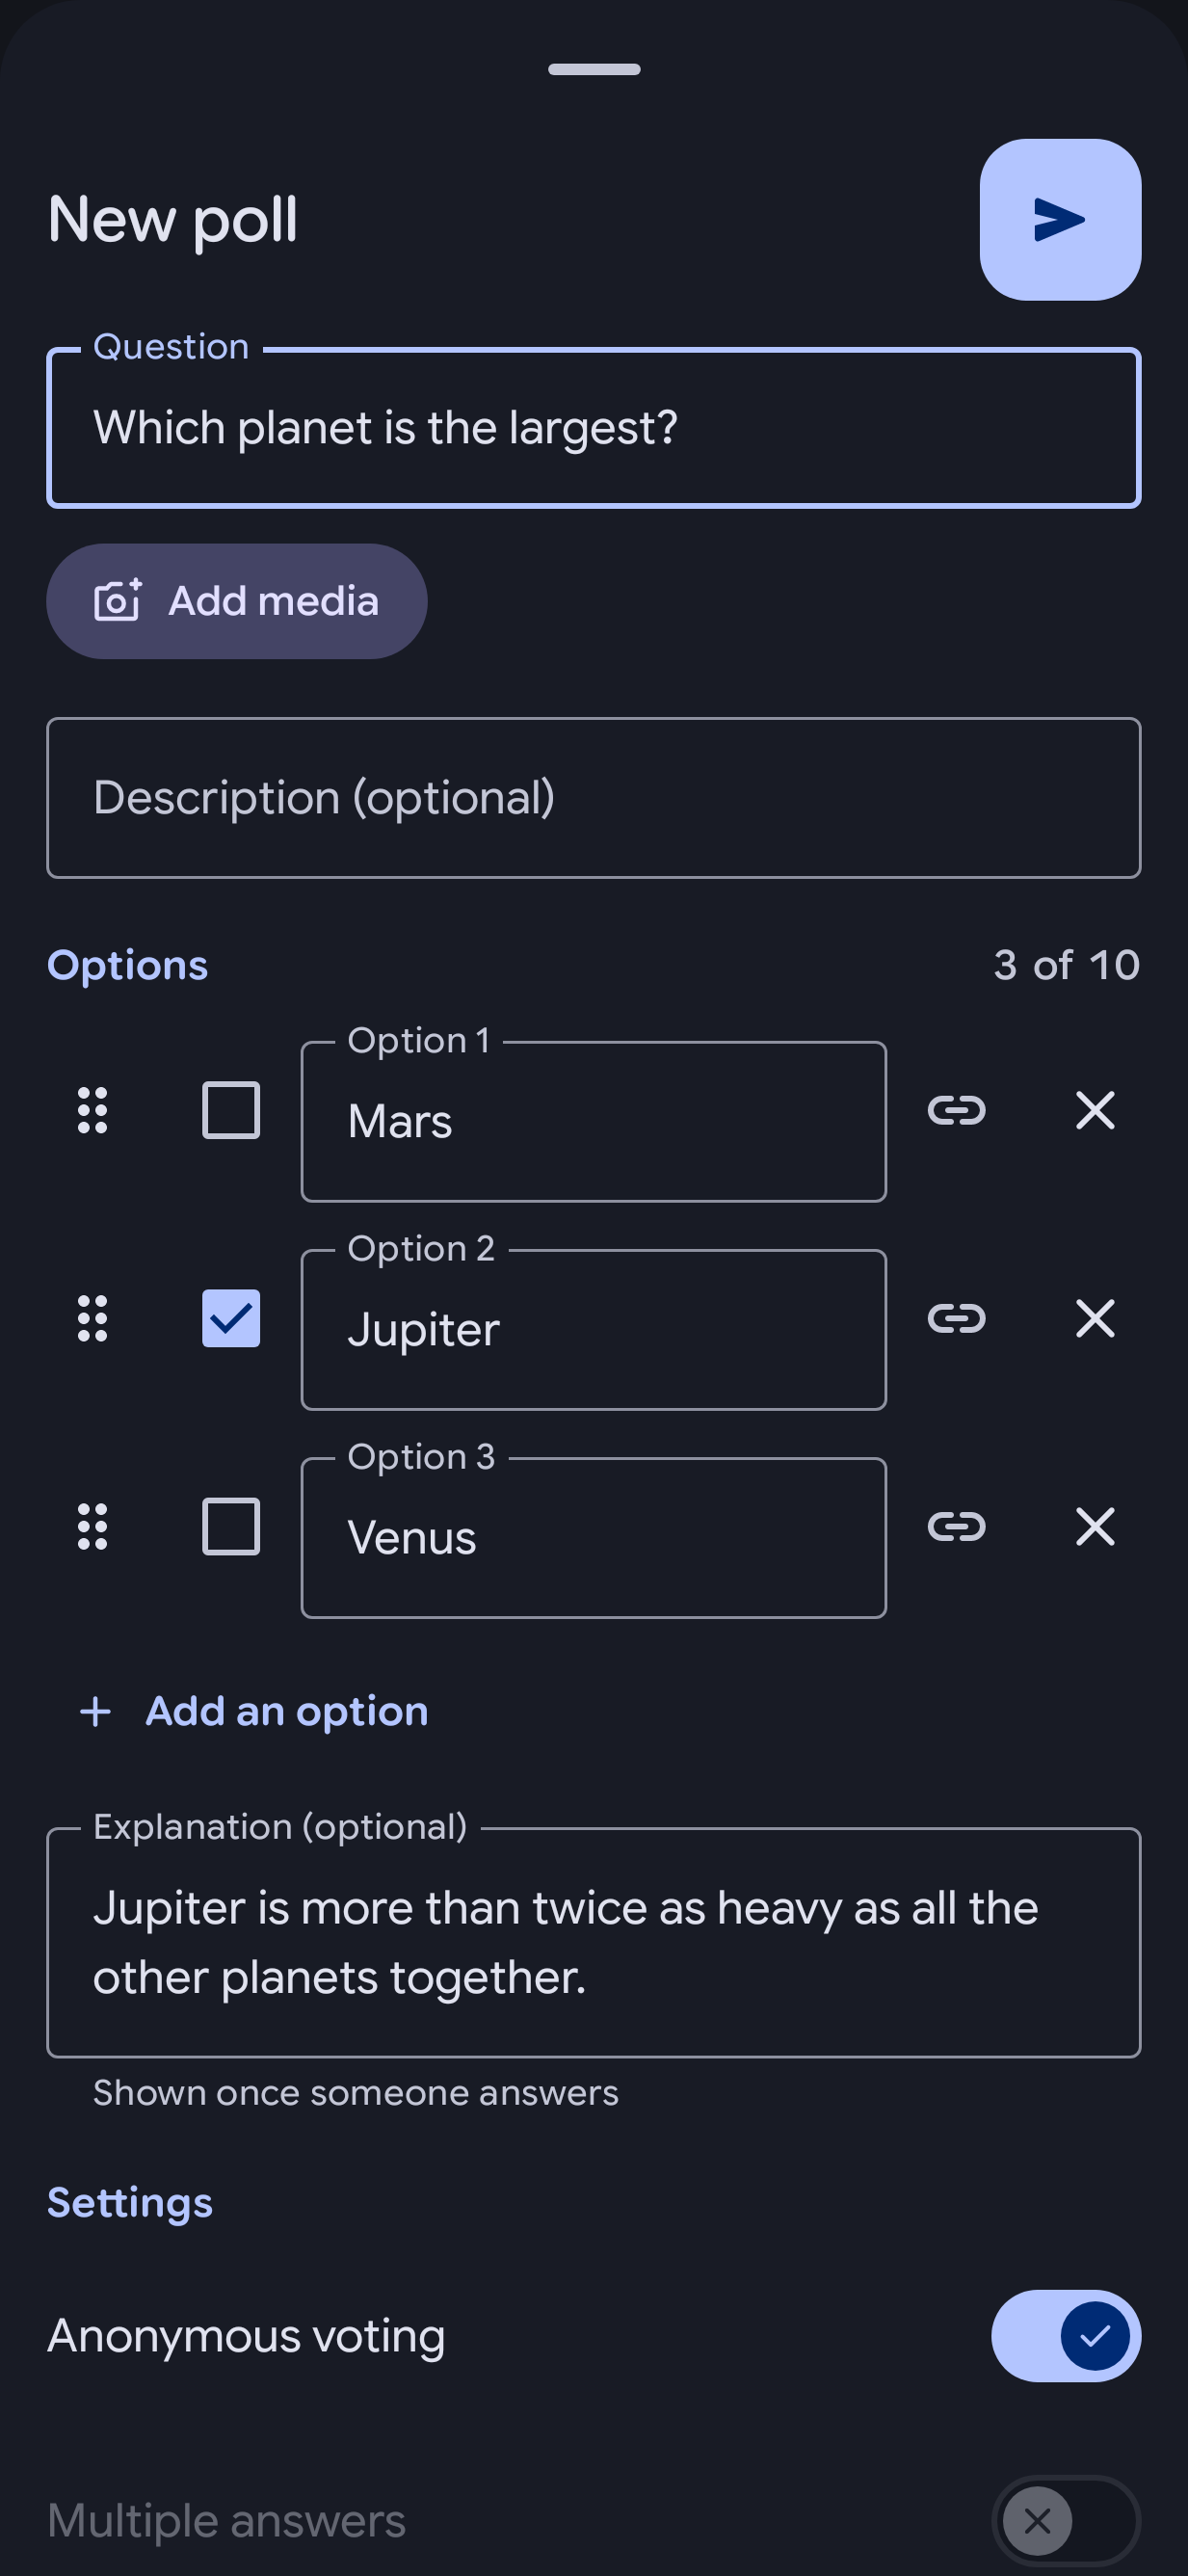 New poll
Question
Which planet is the largest?
Add media
Description (optional)
Options
3 of 10
Option 1
Mars
Option 2
Jupiter
Option 3
Venus
Add an option
Explanation (optional)
Jupiter is more than twice as heavy as all the
other planets together.
Shown once someone answers
Settings
Anonymous voting
Multiple answers